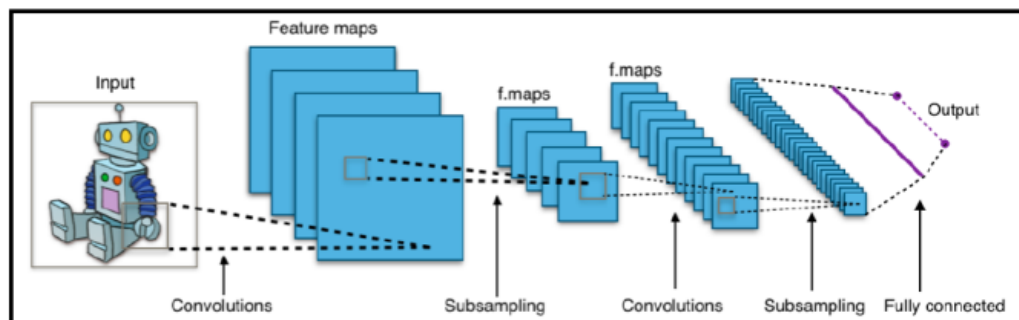 Feature maps
Input
f.maps
f.maps
Output
Convolutions
Subsampling
Convolutions
Subsampling
Fully connected